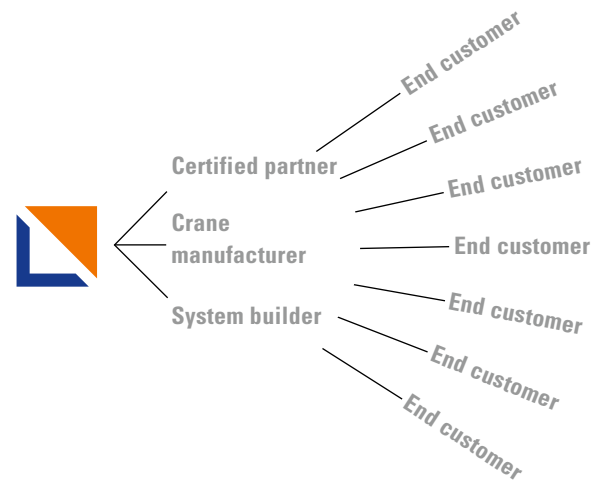 End customer
End customer
Certified partner
End customer
Crane
manufacturer
End customer
System builder
End customer
End customer
End customer